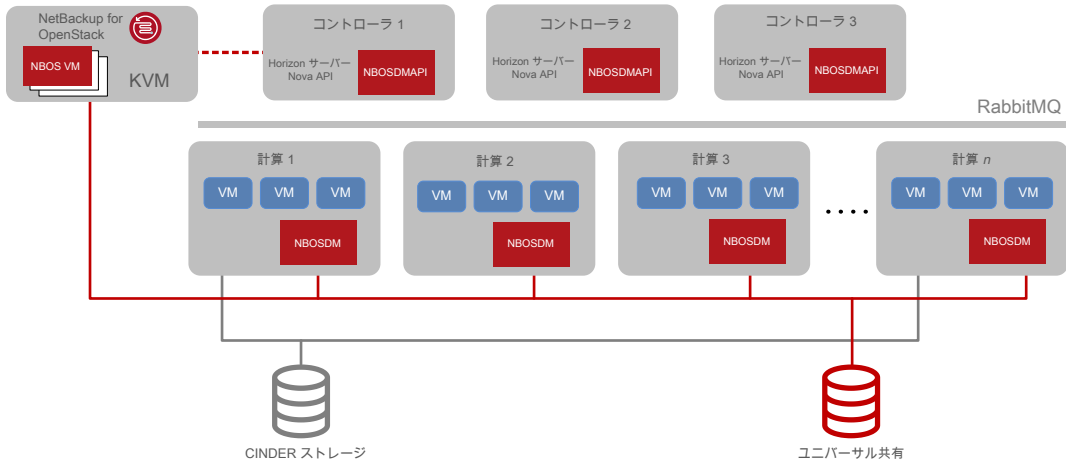 NetBackup for
OpenStack
NBOS VM
KVM
コントローラ 1
Horizon サーバー
Nova API
NBOSDMAPI
コントローラ 2
Horizon サーバー
Nova API
NBOSDMAPI
コントローラ 3
Horizon サーバー
Nova API
NBOSDMAPI
RabbitMQ
計算 1
VM VM VM
NBOSDM
計算 2
VM VM VM
NBOSDM
計算 3
VM VM VM
NBOSDM
....
計算 n
VM VM VM
NBOSDM
CINDER ストレージ
ユニバーサル共有